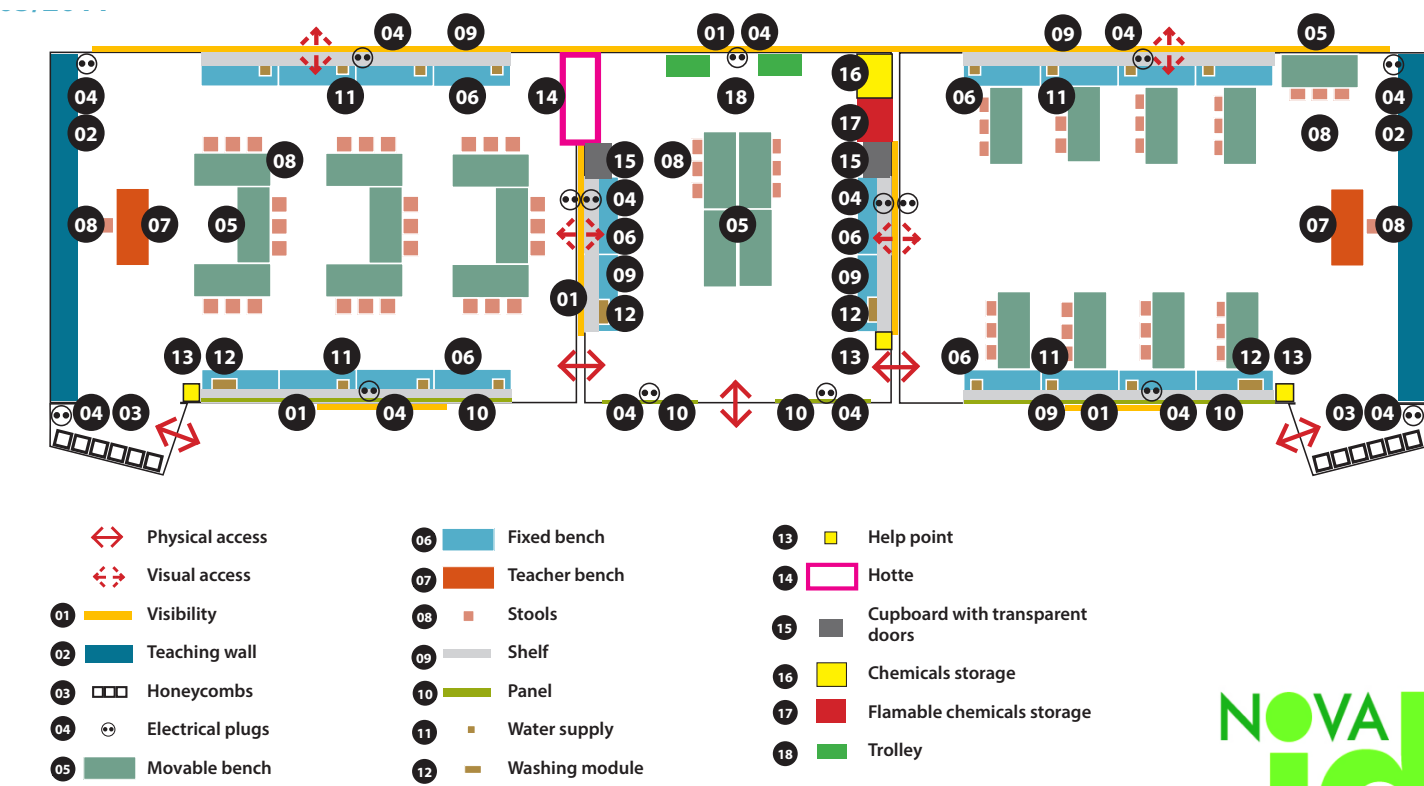 04 09 01 04 09 04 05
16
04 11 06 14 18 06 11 04
17
02 08 02
08 15 08 15
04 04
08 07 05 05 07 08
06 06
09 09
01
12 12
13 12 11 06 13 06 11 12 13
04 03 01 04 10 04 10 10 04 09 01 04 10 03 04
Physical access
Visual access
01 Visibility
02 Teaching wall
03 Honeycombs
04 Electrical plugs
05 Movable bench
06 Fixed bench
07 Teacher bench
08 Stools
09 Shelf
10 Panel
11 Water supply
12 Washing module
13 Help point
14 Hotte
15 Cupboard with transparent
doors
16 Chemicals storage
17 Flamable chemicals storage
18 Trolley
NOVA
id